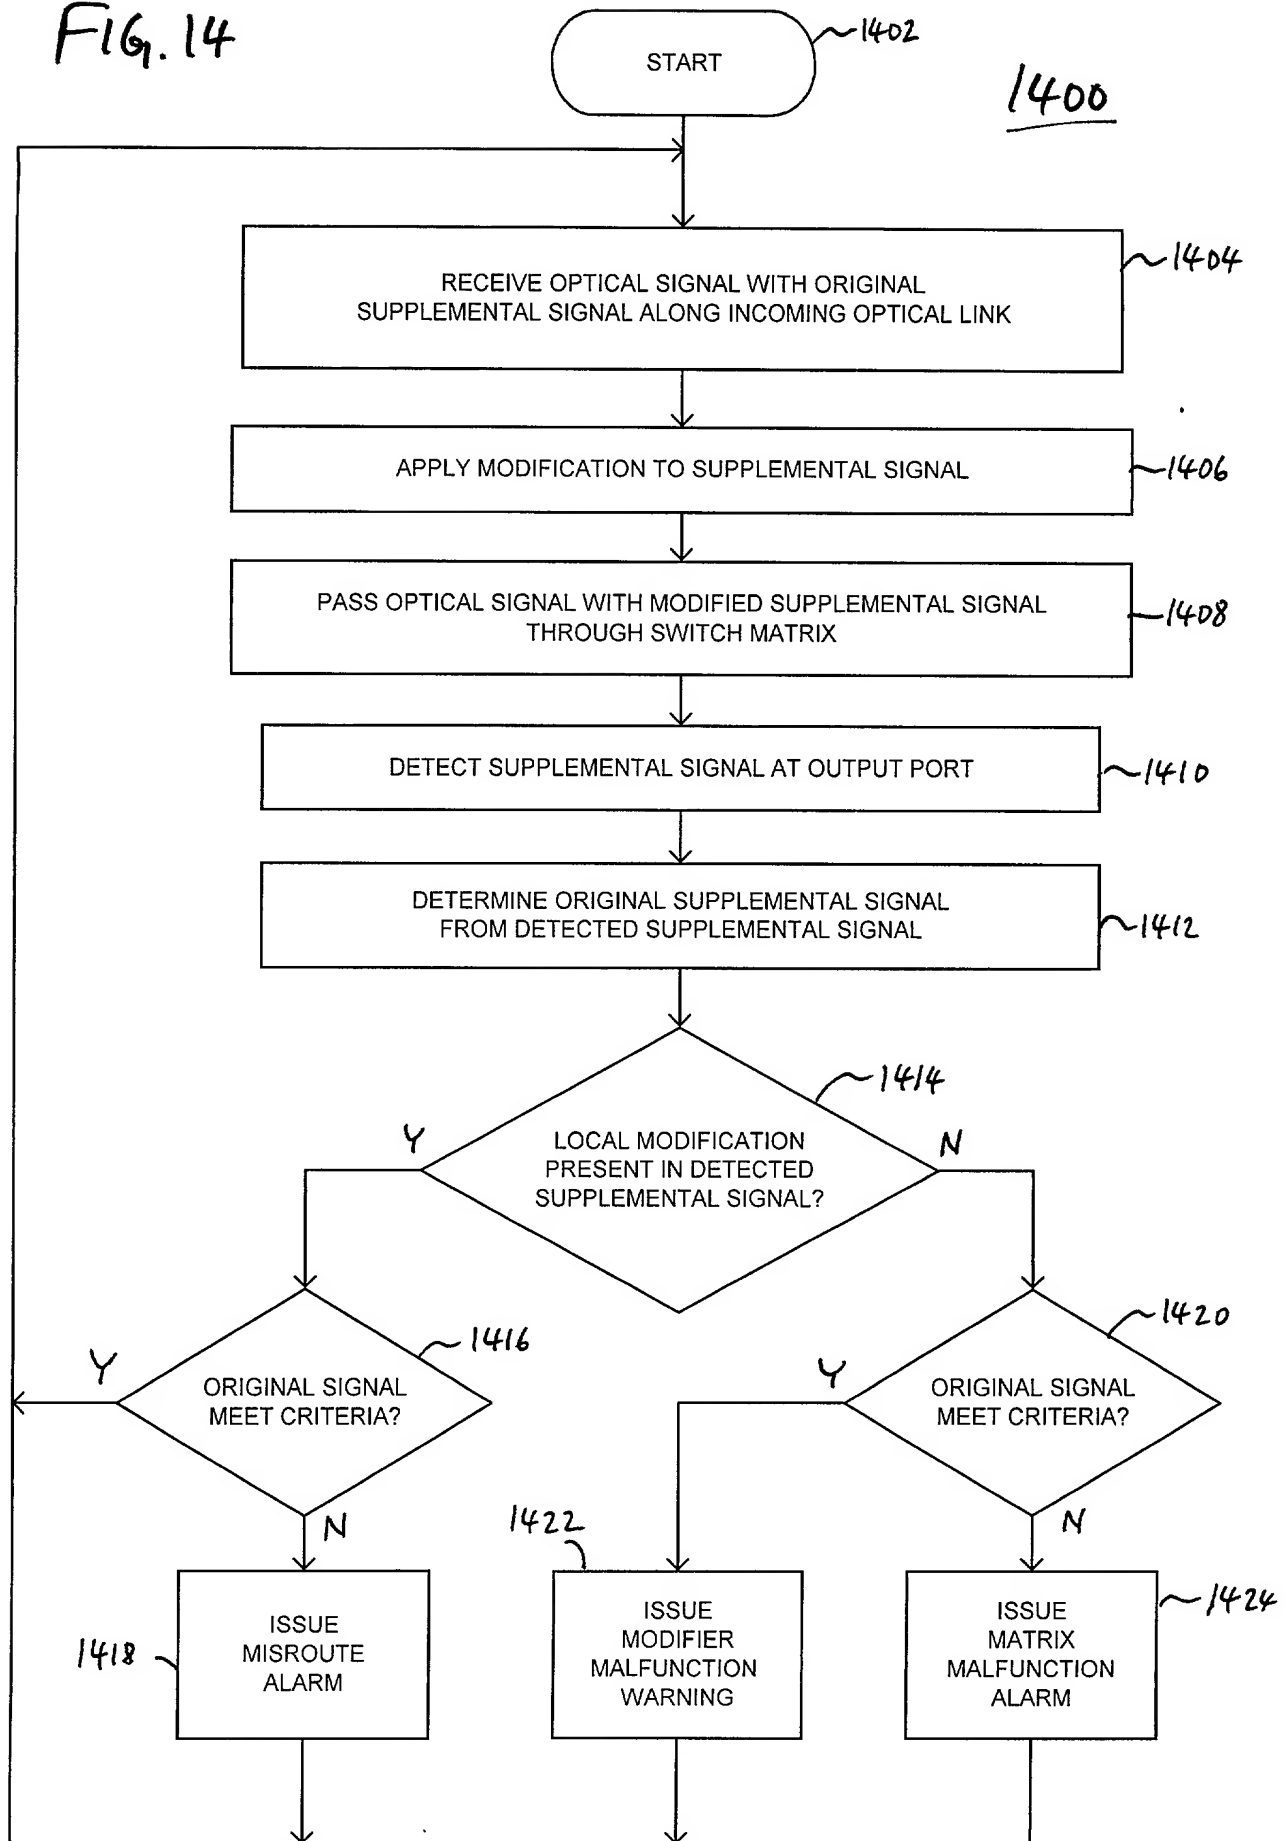 FIG. 14
START
1402
1400
RECEIVE OPTICAL SIGNAL WITH ORIGINAL
SUPPLEMENTAL SIGNAL ALONG INCOMING OPTICAL LINK
1404
APPLY MODIFICATION TO SUPPLEMENTAL SIGNAL
1406
PASS OPTICAL SIGNAL WITH MODIFIED SUPPLEMENTAL SIGNAL
THROUGH SWITCH MATRIX
1408
DETECT SUPPLEMENTAL SIGNAL AT OUTPUT PORT
1410
DETERMINE ORIGINAL SUPPLEMENTAL SIGNAL
FROM DETECTED SUPPLEMENTAL SIGNAL
1412
1414
Y
LOCAL MODIFICATION
PRESENT IN DETECTED
SUPPLEMENTAL SIGNAL?
N
1416
Y
ORIGINAL SIGNAL
MEET CRITERIA?
N
1420
Y
ORIGINAL SIGNAL
MEET CRITERIA?
N
1418
ISSUE
MISROUTE
ALARM
1422
ISSUE
MODIFIER
MALFUNCTION
WARNING
ISSUE
MATRIX
MALFUNCTION
ALARM
1424